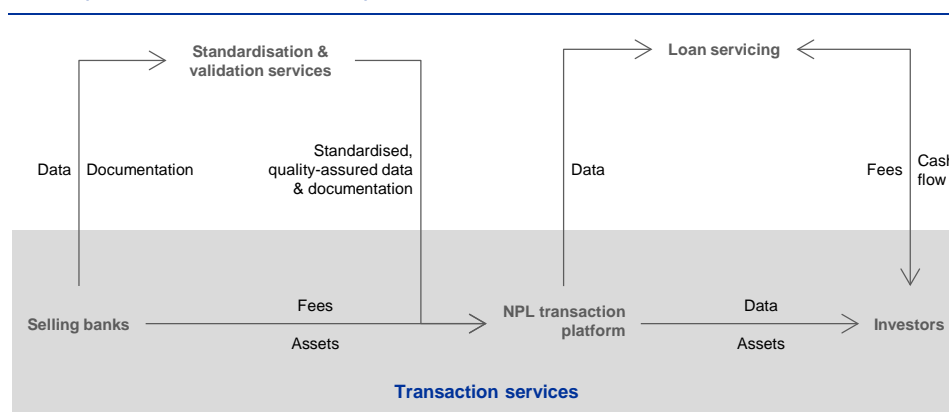 Standardisation &
validation services
Loan servicing
Data
Documentation
Standardised,
quality-assured data
& documentation
Data
Fees
Cash
flow
Selling banks
Fees
Assets
NPL transaction
platform
Data
Assets
Investors
Transaction services